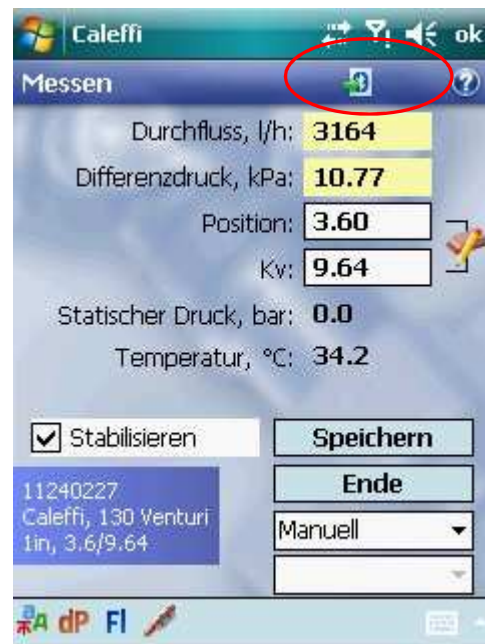 Caleffi ok
Messen ?
Durchfluss, l/h: 3164
Differenzdruck, kPa: 10.77
Position: 3.60
Kv: 9.64
Statischer Druck, bar: 0.0
Temperatur, °C: 34.2
Stabilisieren Speichern
Ende
11240227
Caleffi, 130 Venturi
1in, 3.6/9.64
Manuell
A dP Fl